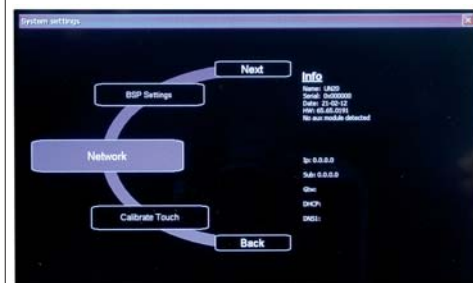 System settings
Next
BSP Settings
Network
Calibrate Touch
Back
Info
Name: UN20
Serial: 0x000000
Date: 21-02-12
HW: 65.65.0191
No aux module detected
Ip: 0.0.0.0
Sub: 0.0.0.0
Gtw:
DHCP:
DNS1: